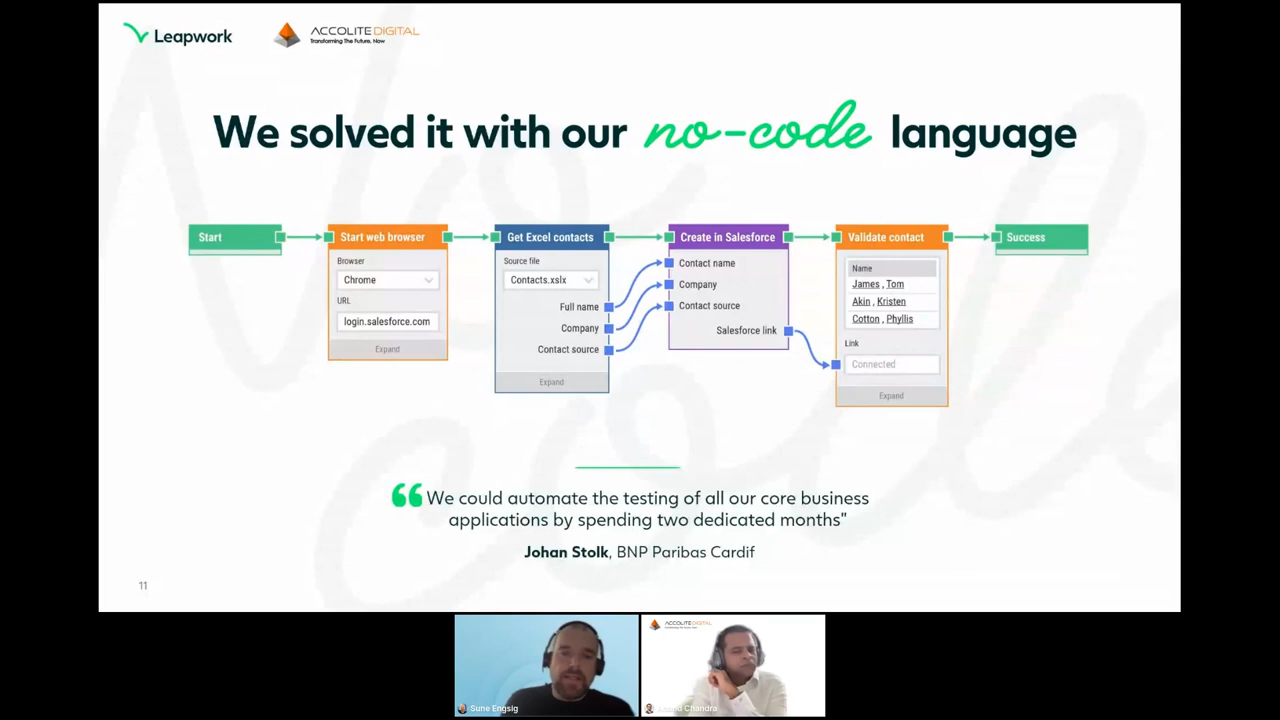 Leapwork
ACCOLITE DIGITAL
Transforming The Future, Now
We solved it with our no-code language
Start
Start web browser
Browser
Chrome
URL
login.salesforce.com
Expand
Get Excel contacts
Source file
Contacts.xslx
Full name
Company
Contact source
Expand
Create in Salesforce
Contact name
Company
Contact source
Salesforce link
Validate contact
Name
James , Tom
Akin , Kristen
Cotton , Phyllis
Link
Connected
Expand
Success
“We could automate the testing of all our core business
applications by spending two dedicated months”
Johan Stolk, BNP Paribas Cardif
11
ACCOLITE DIGITAL
Sune Engsig
Chandra